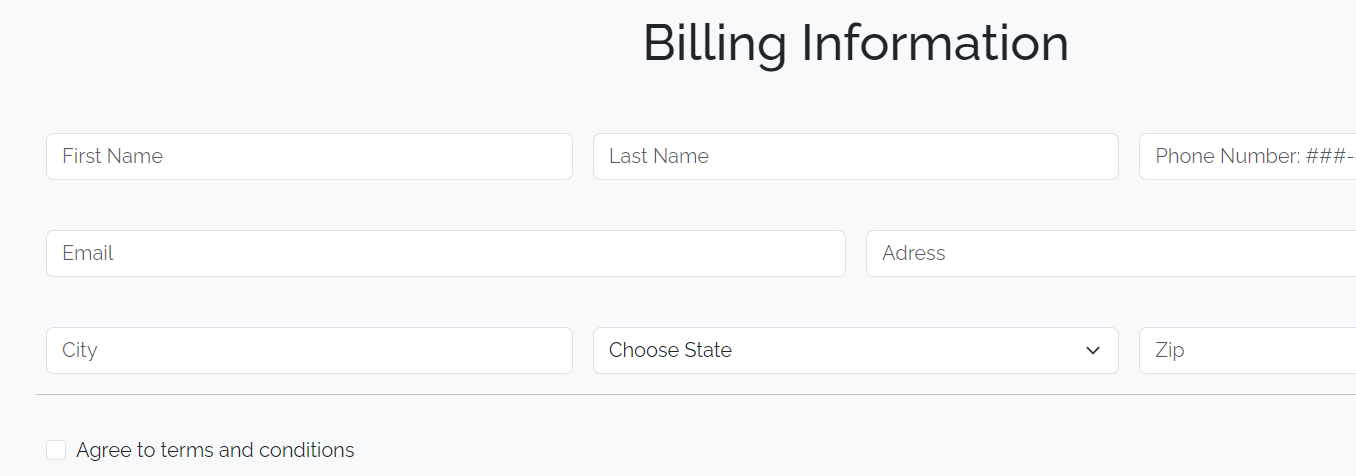 Billing Information
First Name Last Name Phone Number: ###-
Email Adress
City Choose State Zip
Agree to terms and conditions